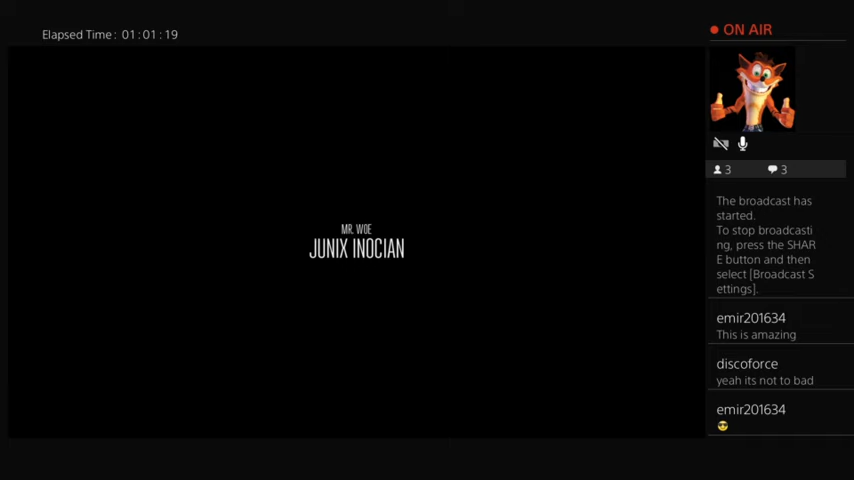 Elapsed Time: 01:01:19
ON AIR
3 3
MR. WOE
JUNIX INOCIAN
The broadcast has
started.
To stop broadcasti
ng, press the SHAR
E button and then
select [Broadcast S
ettings].
emir201634
This is amazing
discoforce
yeah its not to bad
emir201634
😎